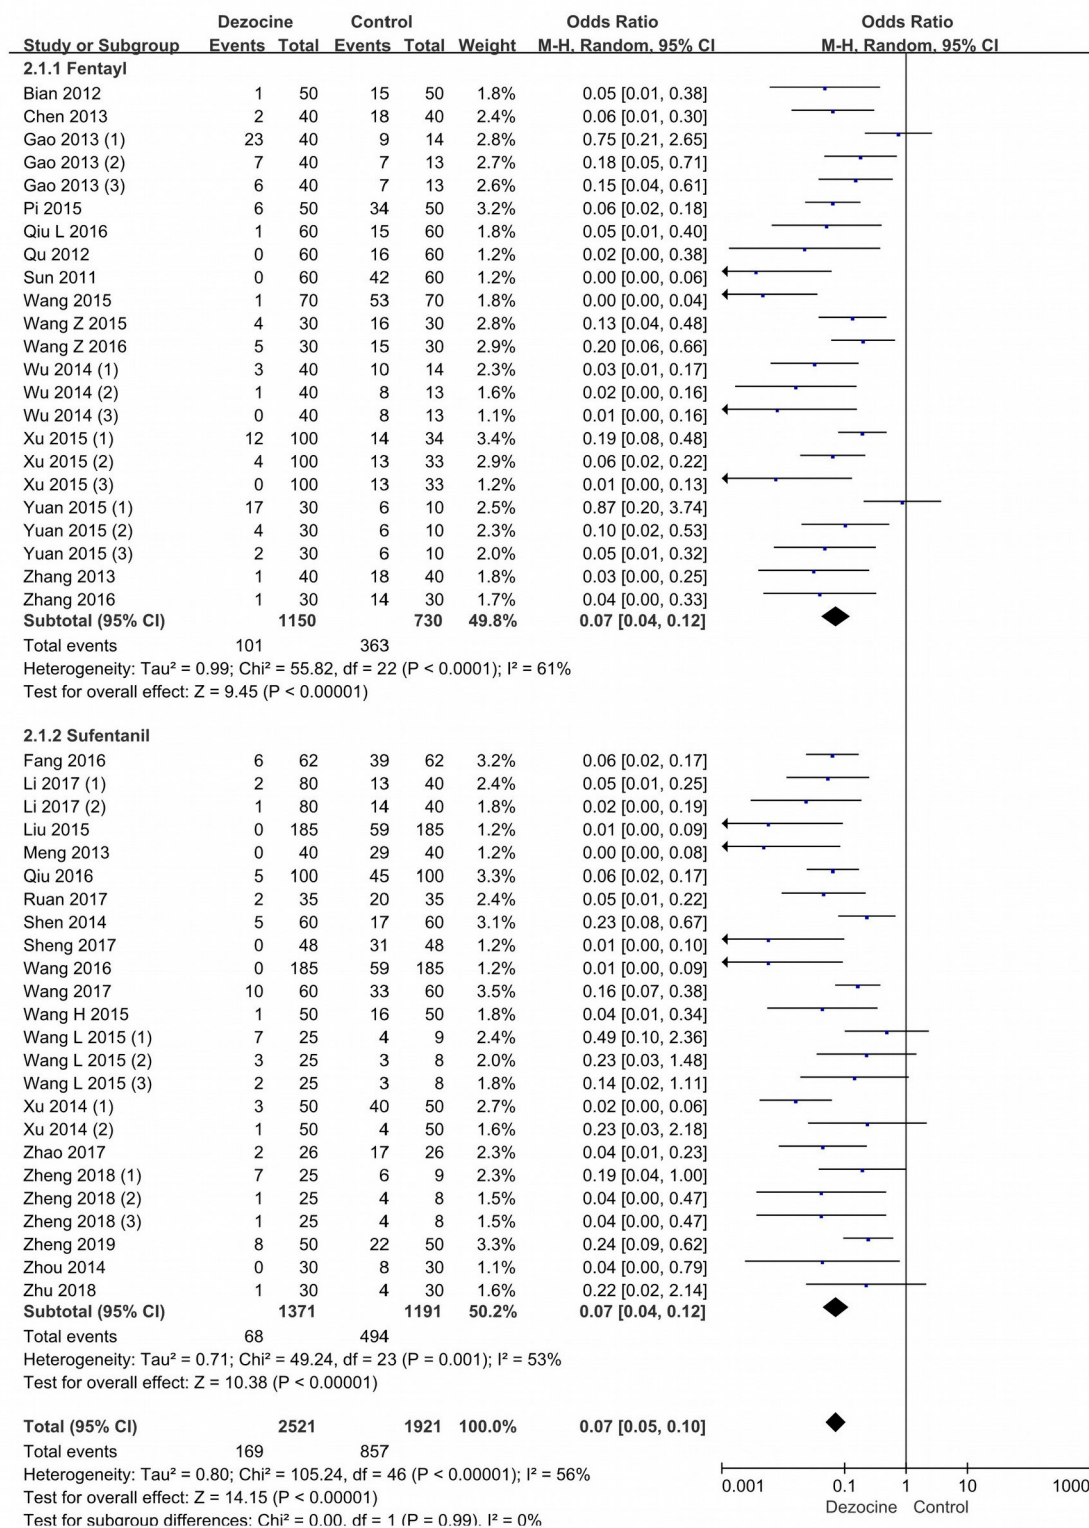 Dezocine Control Odds Ratio Odds Ratio
Study or Subgroup Events Total Events Total Weight M-H, Random, 95% CI M-H, Random, 95% CI
2.1.1 Fentayl
Bian 2012 1 50 15 50 1.8% 0.05 [0.01, 0.38]
Chen 2013 2 40 18 40 2.4% 0.06 [0.01, 0.30]
Gao 2013 (1) 23 40 9 14 2.8% 0.75 [0.21, 2.65]
Gao 2013 (2) 7 40 7 13 2.7% 0.18 [0.05, 0.71]
Gao 2013 (3) 6 40 7 13 2.6% 0.15 [0.04, 0.61]
Pi 2015 6 50 34 50 3.2% 0.06 [0.02, 0.18]
Qiu L 2016 1 60 15 60 1.8% 0.05 [0.01, 0.40]
Qu 2012 0 60 16 60 1.2% 0.02 [0.00, 0.38]
Sun 2011 0 60 42 60 1.2% 0.00 [0.00, 0.06]
Wang 2015 1 70 53 70 1.8% 0.00 [0.00, 0.04]
Wang Z 2015 4 30 16 30 2.8% 0.13 [0.04, 0.48]
Wang Z 2016 5 30 15 30 2.9% 0.20 [0.06, 0.66]
Wu 2014 (1) 3 40 10 14 2.3% 0.03 [0.01, 0.17]
Wu 2014 (2) 1 40 8 13 1.6% 0.02 [0.00, 0.16]
Wu 2014 (3) 0 40 8 13 1.1% 0.01 [0.00, 0.16]
Xu 2015 (1) 12 100 14 34 3.4% 0.19 [0.08, 0.48]
Xu 2015 (2) 4 100 13 33 2.9% 0.06 [0.02, 0.22]
Xu 2015 (3) 0 100 13 33 1.2% 0.01 [0.00, 0.13]
Yuan 2015 (1) 17 30 6 10 2.5% 0.87 [0.20, 3.74]
Yuan 2015 (2) 4 30 6 10 2.3% 0.10 [0.02, 0.53]
Yuan 2015 (3) 2 30 6 10 2.0% 0.05 [0.01, 0.32]
Zhang 2013 1 40 18 40 1.8% 0.03 [0.00, 0.25]
Zhang 2016 1 30 14 30 1.7% 0.04 [0.00, 0.33]
Subtotal (95% CI) 1150 730 49.8% 0.07 [0.04, 0.12]
Total events 101 363
Heterogeneity: Tau² = 0.99; Chi² = 55.82, df = 22 (P < 0.0001); I² = 61%
Test for overall effect: Z = 9.45 (P < 0.00001)
2.1.2 Sufentanil
Fang 2016 6 62 39 62 3.2% 0.06 [0.02, 0.17]
Li 2017 (1) 2 80 13 40 2.4% 0.05 [0.01, 0.25]
Li 2017 (2) 1 80 14 40 1.8% 0.02 [0.00, 0.19]
Liu 2015 0 185 59 185 1.2% 0.01 [0.00, 0.09]
Meng 2013 0 40 29 40 1.2% 0.00 [0.00, 0.08]
Qiu 2016 5 100 45 100 3.3% 0.06 [0.02, 0.17]
Ruan 2017 2 35 20 35 2.4% 0.05 [0.01, 0.22]
Shen 2014 5 60 17 60 3.1% 0.23 [0.08, 0.67]
Sheng 2017 0 48 31 48 1.2% 0.01 [0.00, 0.10]
Wang 2016 0 185 59 185 1.2% 0.01 [0.00, 0.09]
Wang 2017 10 60 33 60 3.5% 0.16 [0.07, 0.38]
Wang H 2015 1 50 16 50 1.8% 0.04 [0.01, 0.34]
Wang L 2015 (1) 7 25 4 9 2.4% 0.49 [0.10, 2.36]
Wang L 2015 (2) 3 25 3 8 2.0% 0.23 [0.03, 1.48]
Wang L 2015 (3) 2 25 3 8 1.8% 0.14 [0.02, 1.11]
Xu 2014 (1) 3 50 40 50 2.7% 0.02 [0.00, 0.06]
Xu 2014 (2) 1 50 4 50 1.6% 0.23 [0.03, 2.18]
Zhao 2017 2 26 17 26 2.3% 0.04 [0.01, 0.23]
Zheng 2018 (1) 7 25 6 9 2.3% 0.19 [0.04, 1.00]
Zheng 2018 (2) 1 25 4 8 1.5% 0.04 [0.00, 0.47]
Zheng 2018 (3) 1 25 4 8 1.5% 0.04 [0.00, 0.47]
Zheng 2019 8 50 22 50 3.3% 0.24 [0.09, 0.62]
Zhou 2014 0 30 8 30 1.1% 0.04 [0.00, 0.79]
Zhu 2018 1 30 4 30 1.6% 0.22 [0.02, 2.14]
Subtotal (95% CI) 1371 1191 50.2% 0.07 [0.04, 0.12]
Total events 68 494
Heterogeneity: Tau² = 0.71; Chi² = 49.24, df = 23 (P = 0.001); I² = 53%
Test for overall effect: Z = 10.38 (P < 0.00001)
Total (95% CI) 2521 1921 100.0% 0.07 [0.05, 0.10]
Total events 169 857
Heterogeneity: Tau² = 0.80; Chi² = 105.24, df = 46 (P < 0.00001); I² = 56%
Test for overall effect: Z = 14.15 (P < 0.00001)
Test for subgroup differences: Chi² = 0.00, df = 1 (P = 0.99), I² = 0%
0.001 0.1 1 10 1000
Dezocine Control